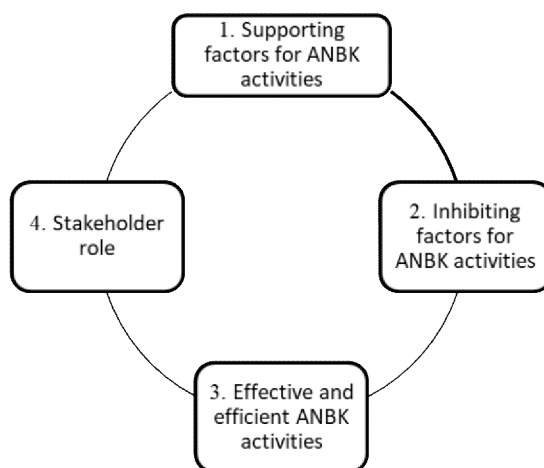 1. Supporting
factors for ANBK
activities
2. Inhibiting
factors for
ANBK activities
3. Effective and
efficient ANBK
activities
4. Stakeholder
role